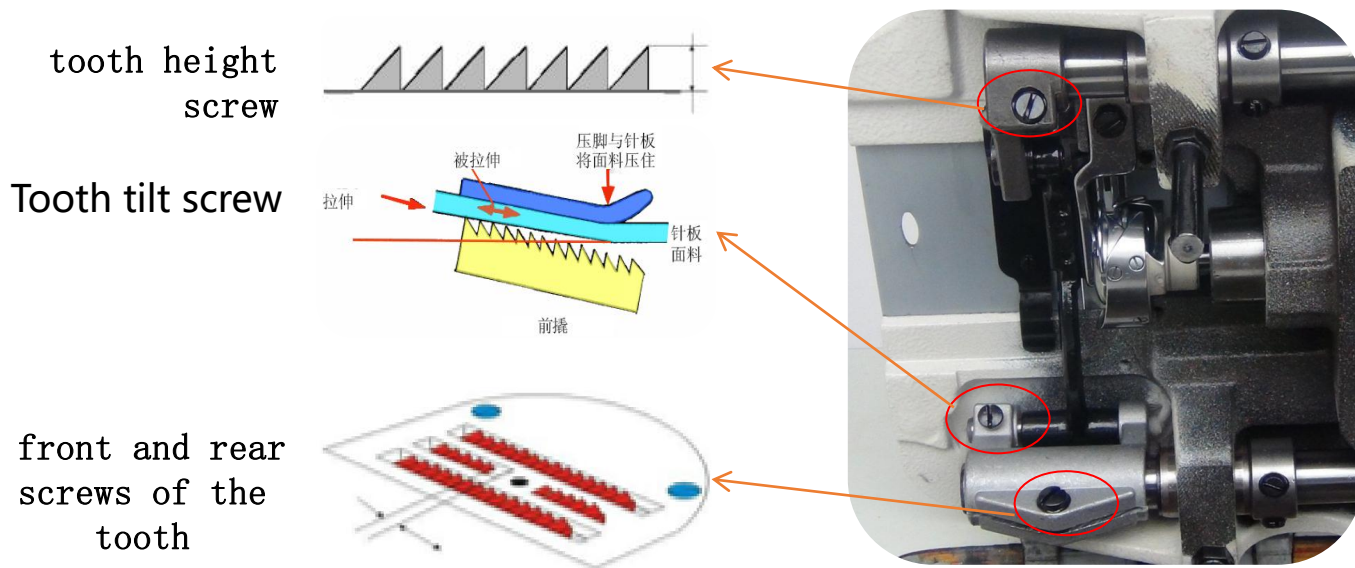 tooth height
screw
被拉伸
压脚与针板
将面料压住
Tooth tilt screw
拉伸
针板
面料
前撬
front and rear
screws of the
tooth